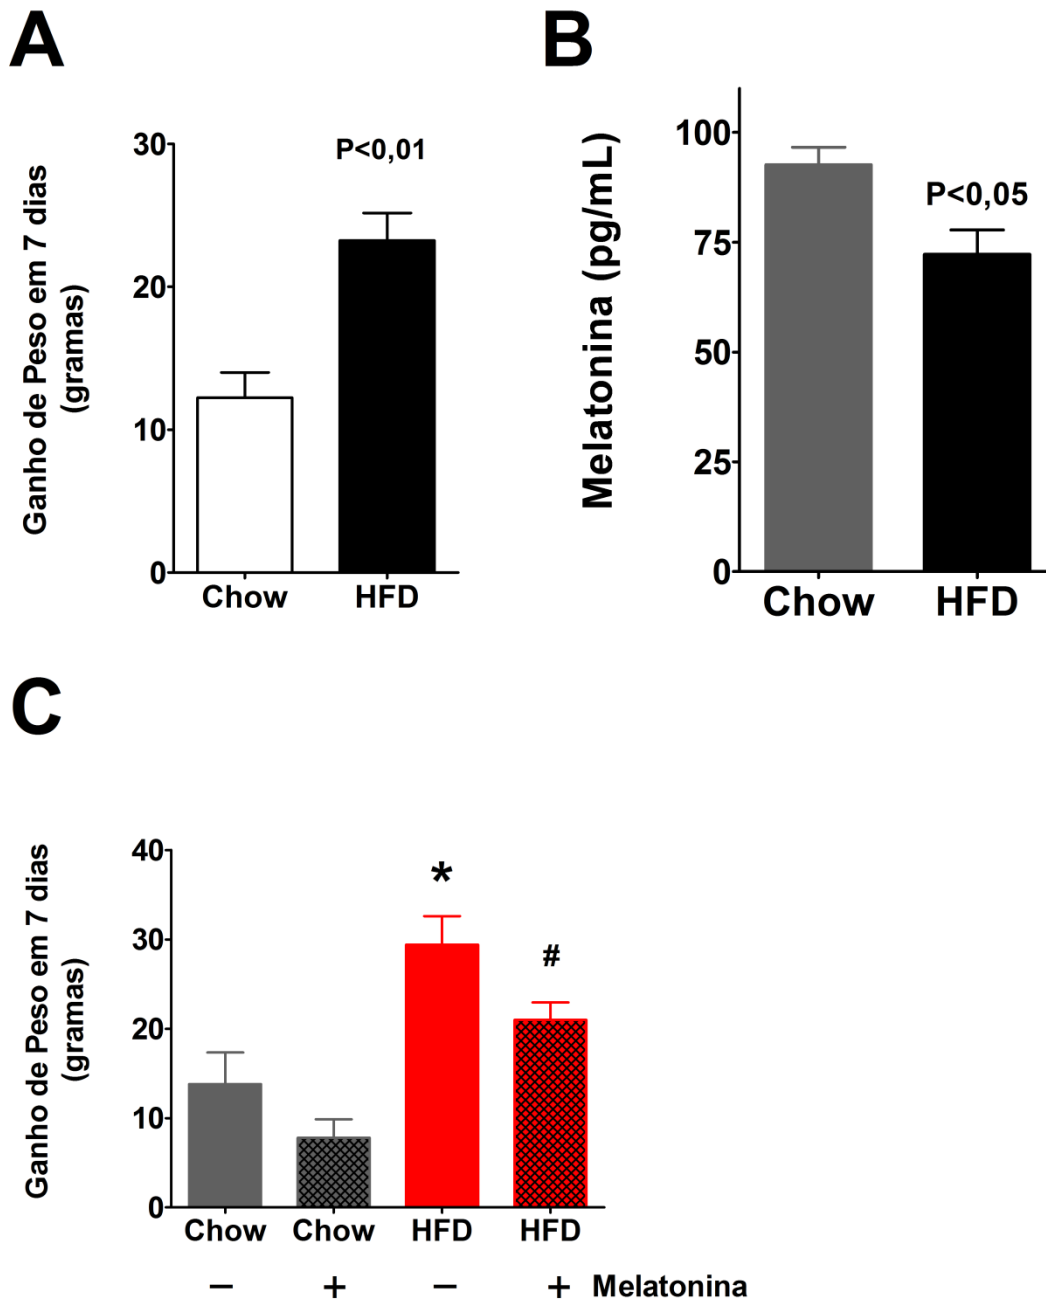 A
Ganho de Peso em 7 dias
(gramas)
30
20
10
0
P<0,01
Chow HFD
B
Melatonina (pg/mL)
100
75
50
25
0
P<0,05
Chow HFD
C
Ganho de Peso em 7 dias
(gramas)
40
30
20
10
0
*
#
Chow Chow HFD HFD
− + − + Melatonina